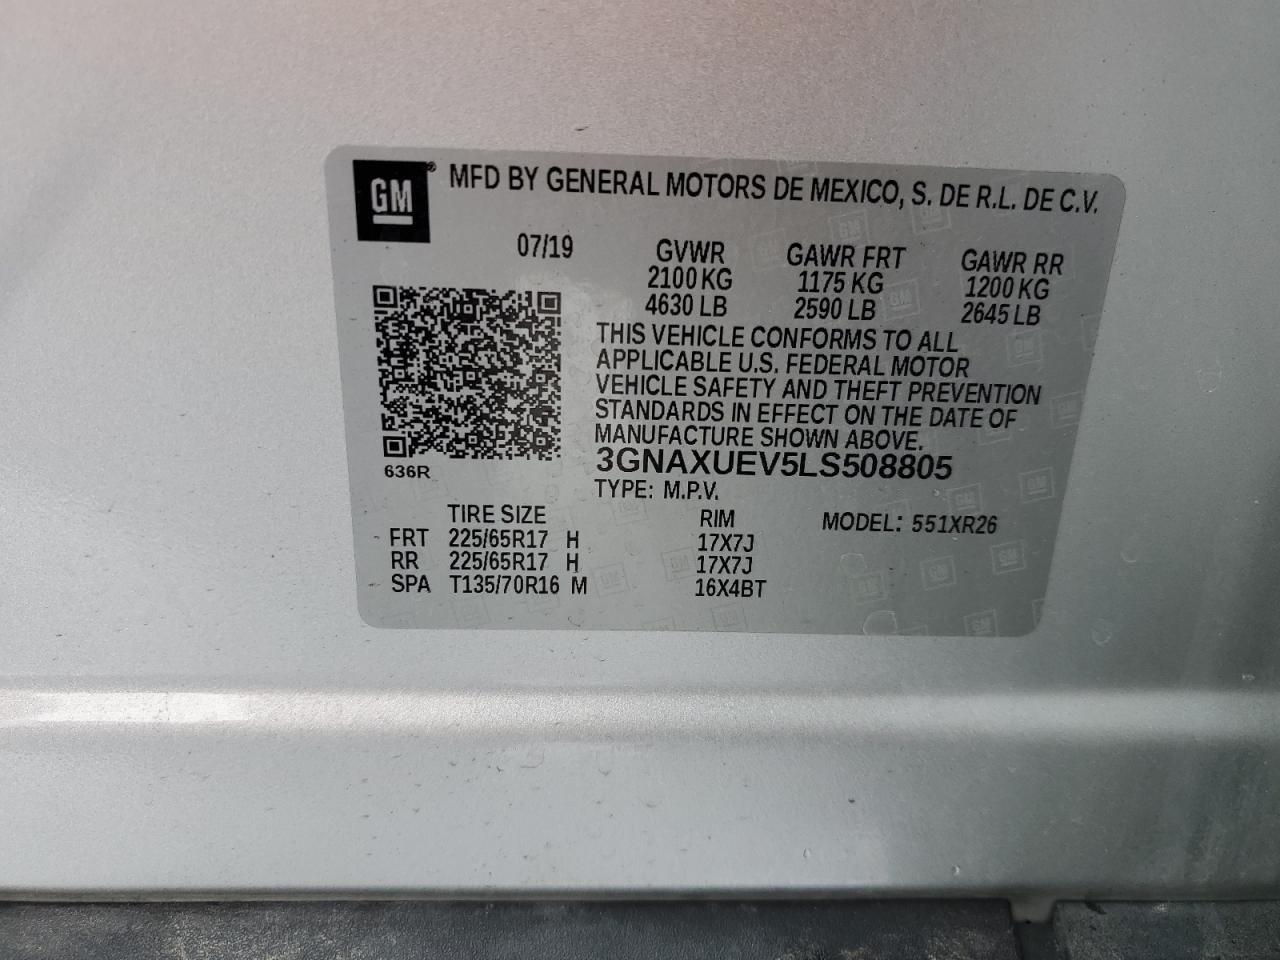 GM® MFD BY GENERAL MOTORS DE MEXICO, S. DE R.L. DE C.V.
07/19 GVWR GAWR FRT GAWR RR
2100 KG 1175 KG 1200 KG
4630 LB 2590 LB 2645 LB
THIS VEHICLE CONFORMS TO ALL
APPLICABLE U.S. FEDERAL MOTOR
VEHICLE SAFETY AND THEFT PREVENTION
STANDARDS IN EFFECT ON THE DATE OF
MANUFACTURE SHOWN ABOVE.
636R
3GNAXUEV5LS508805
TYPE: M.P.V.
TIRE SIZE RIM MODEL: 551XR26
FRT 225/65R17 H 17X7J
RR 225/65R17 H 17X7J
SPA T135/70R16 M 16X4BT